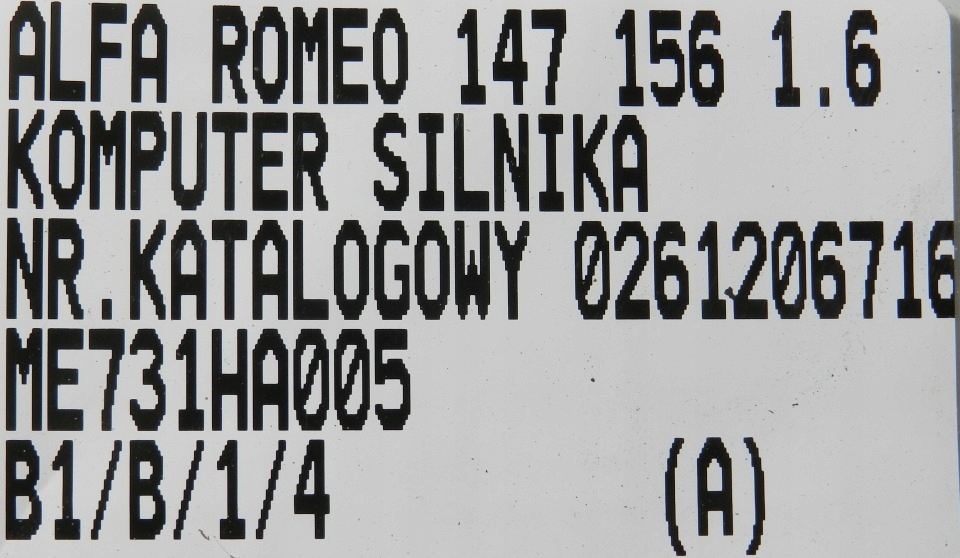 ALFA ROMEO 147 156 1.6
KOMPUTER SILNIKA
NR.KATALOGOWY 0261206716
ME731HA005
B1/B/1/4 (A)